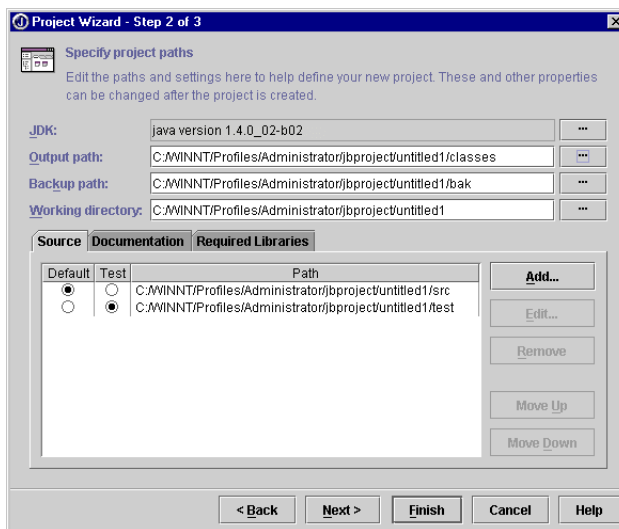 Project Wizard - Step 2 of 3
Specify project paths
Edit the paths and settings here to help define your new project. These and other properties
can be changed after the project is created.
JDK: java version 1.4.0_02-b02 ...
Output path: C:/WINNT/Profiles/Administrator/jbproject/untitled1/classes ...
Backup path: C:/WINNT/Profiles/Administrator/jbproject/untitled1/bak ...
Working directory: C:/WINNT/Profiles/Administrator/jbproject/untitled1 ...
Source Documentation Required Libraries
Default Test Path
C:/WINNT/Profiles/Administrator/jbproject/untitled1/src
C:/WINNT/Profiles/Administrator/jbproject/untitled1/test
Add...
Edit...
Remove
Move Up
Move Down
< Back Next > Finish Cancel Help